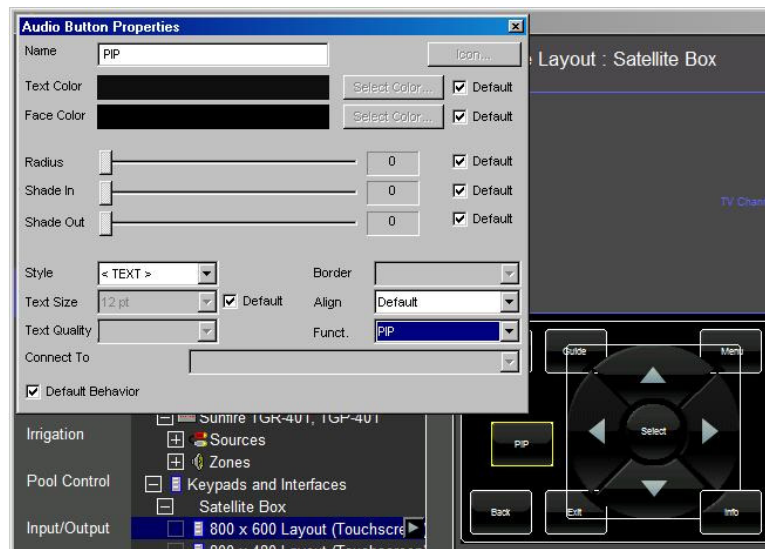 Audio Button Properties
Name PIP Icon...
Layout : Satellite Box
Text Color Select Color... Default
Face Color Select Color... Default
Radius 0 Default
Shade In 0 Default
TV Chan
Shade Out 0 Default
Style < TEXT > Border
Text Size 12 pt Default Align Default
Text Quality Funct. PIP
Connect To
Default Behavior
Guide Menu
Sunfire TGR-401, TGP-401
Irrigation Sources
Select
PIP
Zones
Pool Control Keypads and Interfaces
Satellite Box
Back Exit Info
Input/Output 800 x 600 Layout (Touchscre